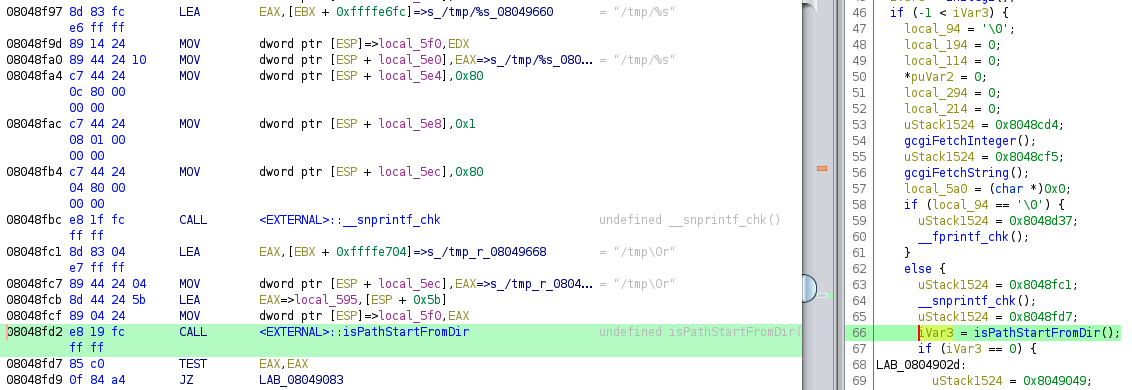 08048f97 8d 83 fc LEA EAX,[EBX + 0xffffe6fc]=>s_/tmp/%s_08049660 = "/tmp/%s"
e6 ff ff
08048f9d 89 14 24 MOV dword ptr [ESP]=>local_5f0,EDX
08048fa0 89 44 24 10 MOV dword ptr [ESP + local_5e0],EAX=>s_/tmp/%s_080... = "/tmp/%s"
08048fa4 c7 44 24 MOV dword ptr [ESP + local_5e4],0x80
0c 80 00
00 00
08048fac c7 44 24 MOV dword ptr [ESP + local_5e8],0x1
08 01 00
00 00
08048fb4 c7 44 24 MOV dword ptr [ESP + local_5ec],0x80
04 80 00
00 00
08048fbc e8 1f fc CALL <EXTERNAL>::__snprintf_chk undefined __snprintf_chk()
ff ff
08048fc1 8d 83 04 LEA EAX,[EBX + 0xffffe704]=>s_/tmp_r_08049668 = "/tmp\0r"
e7 ff ff
08048fc7 89 44 24 04 MOV dword ptr [ESP + local_5ec],EAX=>s_/tmp_r_0804... = "/tmp\0r"
08048fcb 8d 44 24 5b LEA EAX=>local_595,[ESP + 0x5b]
08048fcf 89 04 24 MOV dword ptr [ESP]=>local_5f0,EAX
08048fd2 e8 19 fc CALL <EXTERNAL>::isPathStartFromDir undefined isPathStartFromDir(
ff ff
08048fd7 85 c0 TEST EAX,EAX
08048fd9 0f 84 a4 JZ LAB_08049083
46 if (-1 < iVar3) {
47 local_94 = '\0';
48 local_194 = 0;
49 local_114 = 0;
50 *puVar2 = 0;
51 local_294 = 0;
52 local_214 = 0;
53 uStack1524 = 0x8048cd4;
54 gcgiFetchInteger();
55 uStack1524 = 0x8048cf5;
56 gcgiFetchString();
57 local_5a0 = (char *)0x0;
58 if (local_94 == '\0') {
59 uStack1524 = 0x8048d37;
60 __fprintf_chk();
61 }
62 else {
63 uStack1524 = 0x8048fc1;
64 __snprintf_chk();
65 uStack1524 = 0x8048fd7;
66 iVar3 = isPathStartFromDir();
67 if (iVar3 == 0) {
68 LAB_0804902d:
69 uStack1524 = 0x8049049;